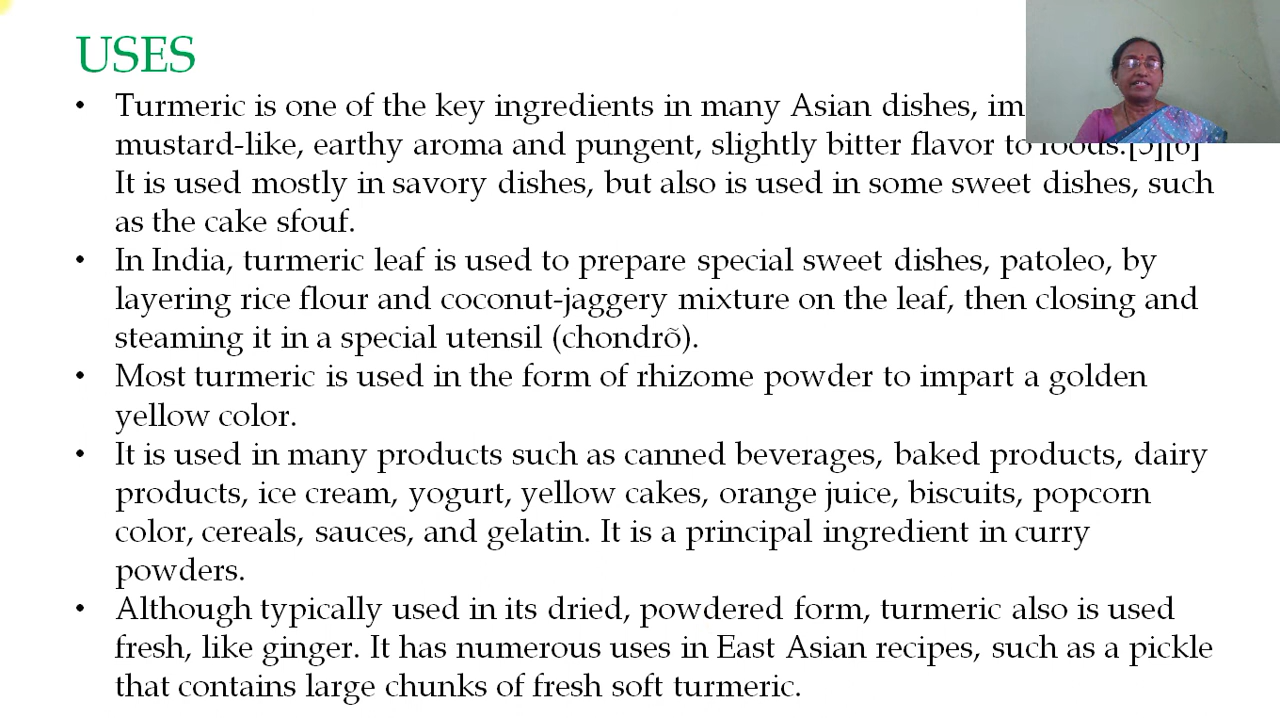 USES
• Turmeric is one of the key ingredients in many Asian dishes,
mustard-like, earthy aroma and pungent, slightly bitter flavor to foods.[5][6]
It is used mostly in savory dishes, but also is used in some sweet dishes, such
as the cake sfouf.
• In India, turmeric leaf is used to prepare special sweet dishes, patoleo, by
layering rice flour and coconut-jaggery mixture on the leaf, then closing and
steaming it in a special utensil (chondrõ).
• Most turmeric is used in the form of rhizome powder to impart a golden
yellow color.
• It is used in many products such as canned beverages, baked products, dairy
products, ice cream, yogurt, yellow cakes, orange juice, biscuits, popcorn
color, cereals, sauces, and gelatin. It is a principal ingredient in curry
powders.
• Although typically used in its dried, powdered form, turmeric also is used
fresh, like ginger. It has numerous uses in East Asian recipes, such as a pickle
that contains large chunks of fresh soft turmeric.